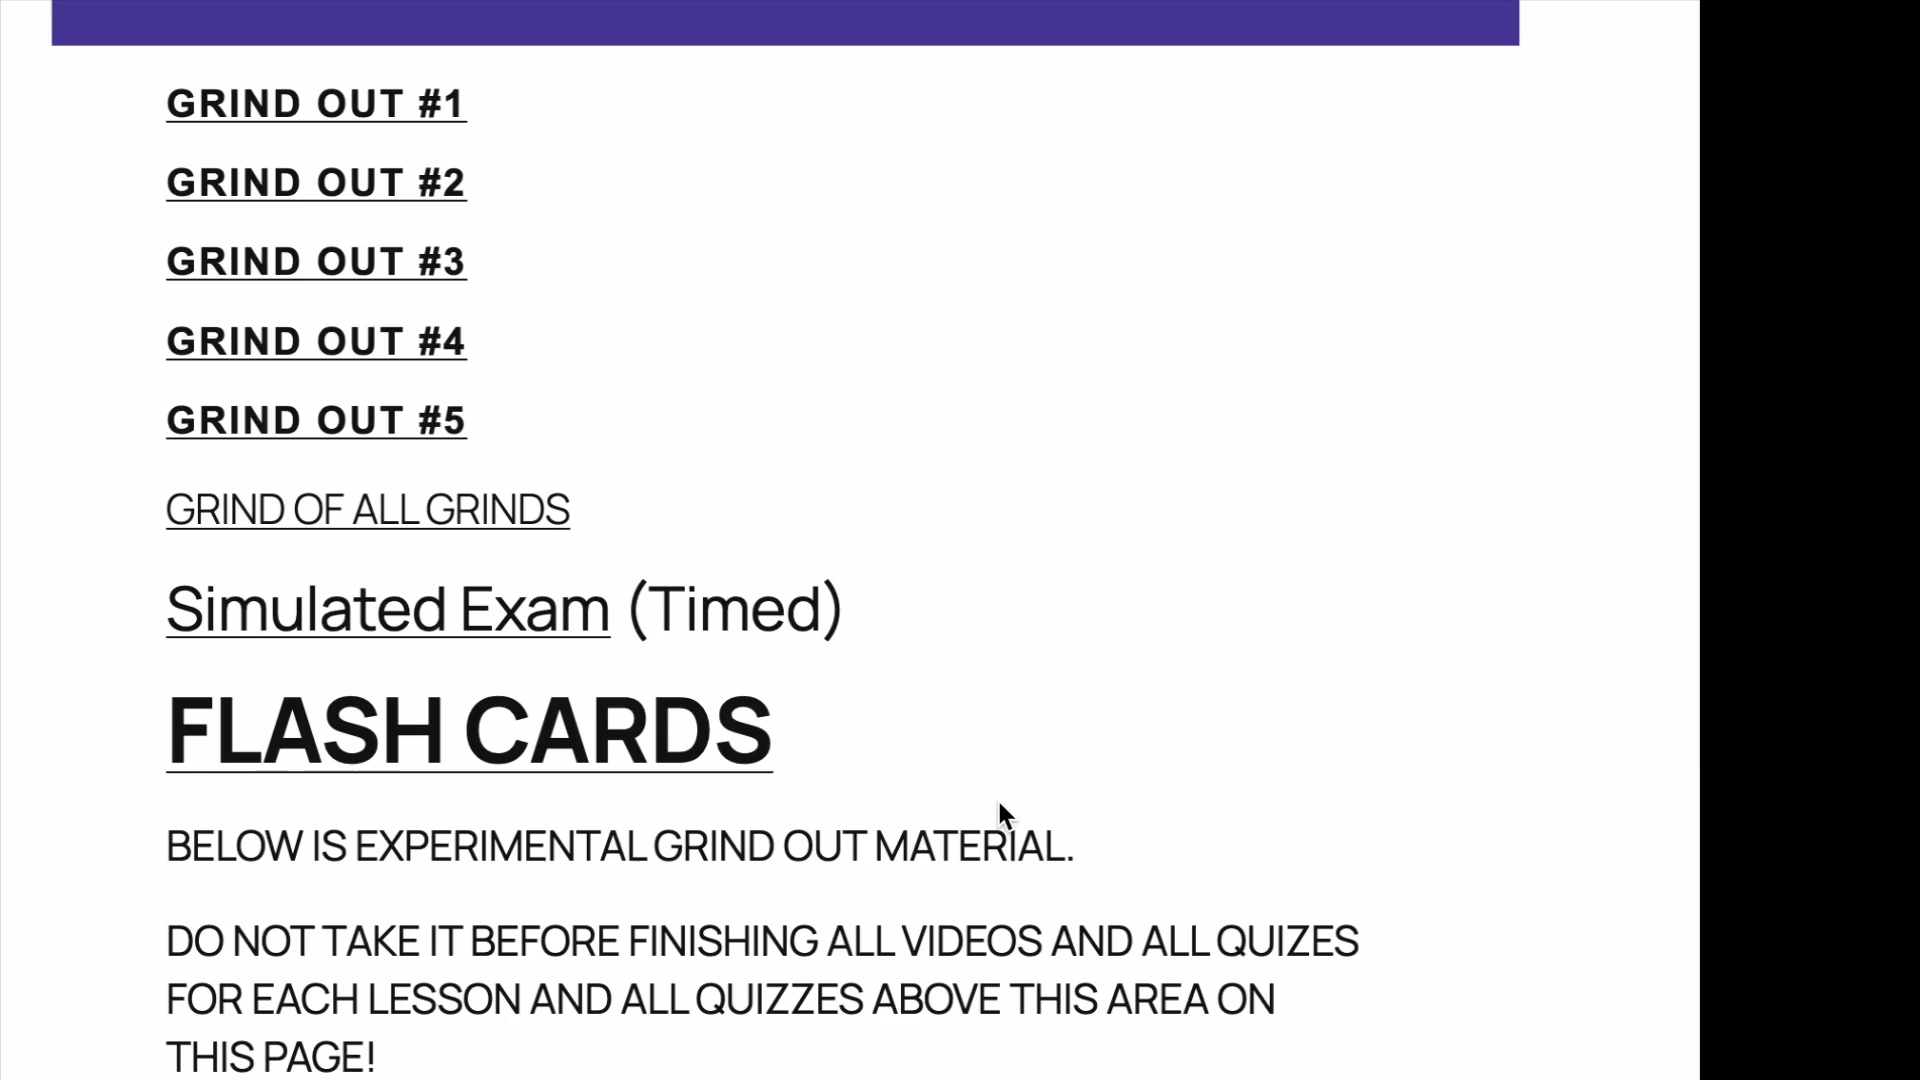 GRIND OUT #1
GRIND OUT #2
GRIND OUT #3
GRIND OUT #4
GRIND OUT #5
GRIND OF ALL GRINDS
Simulated Exam (Timed)
FLASH CARDS
BELOW IS EXPERIMENTAL GRIND OUT MATERIAL.
DO NOT TAKE IT BEFORE FINISHING ALL VIDEOS AND ALL QUIZES
FOR EACH LESSON AND ALL QUIZZES ABOVE THIS AREA ON
THIS PAGE!